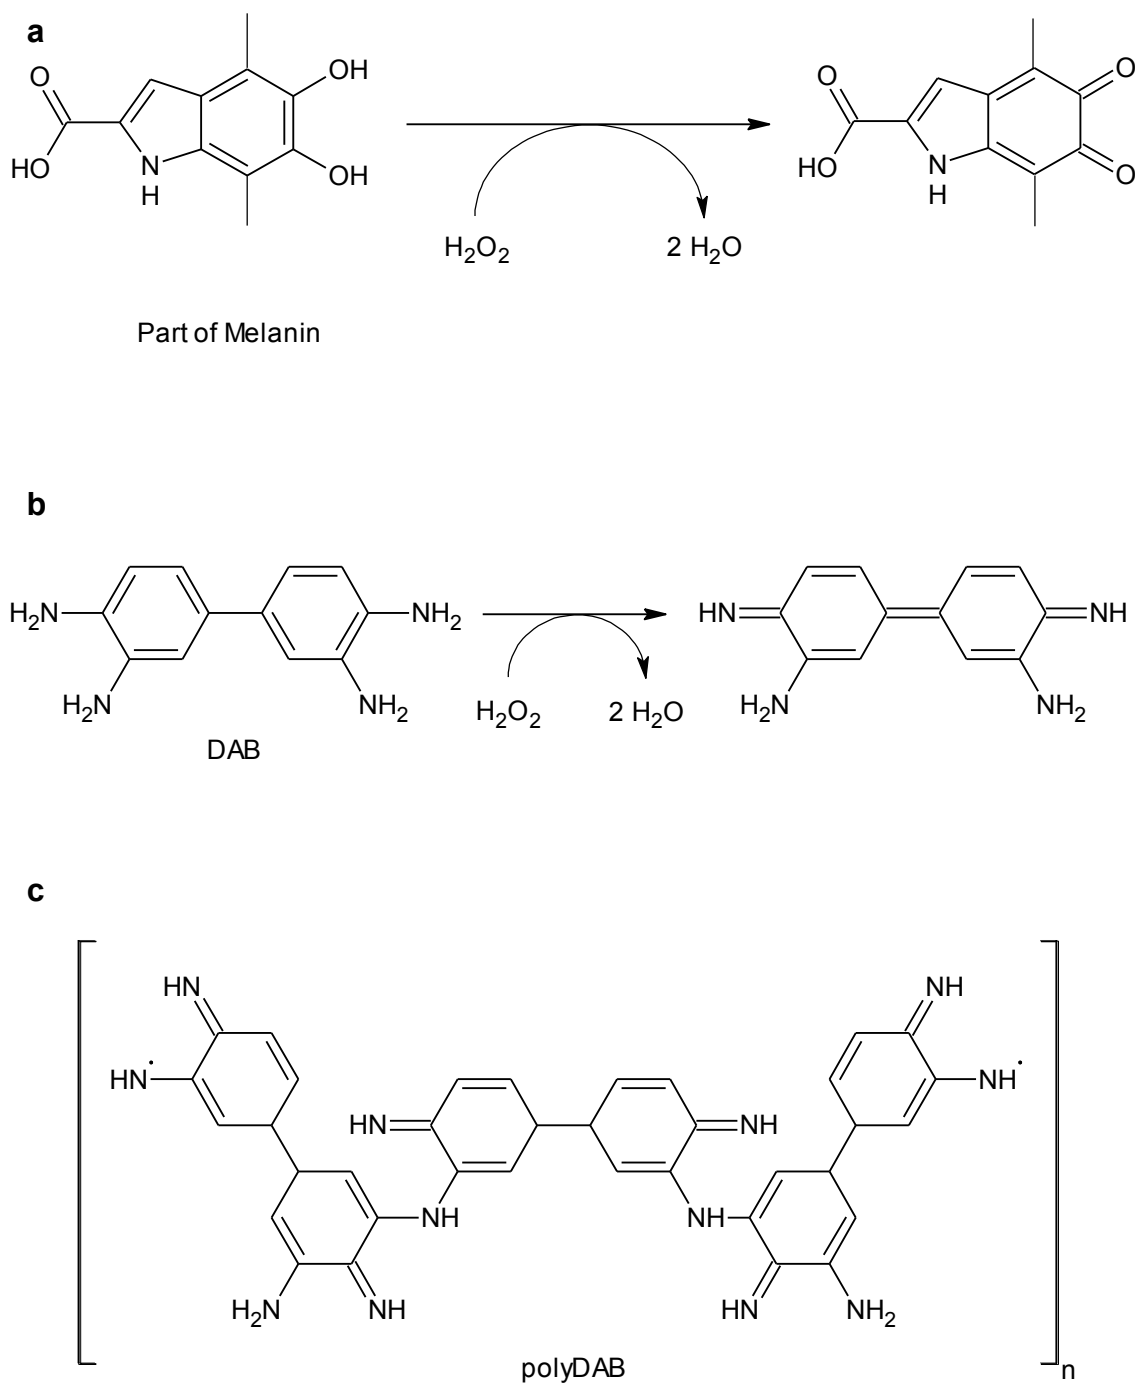 a
O OH O
HO OH HO O
N N O
H H
H₂O₂ 2 H₂O
Part of Melanin
b
H₂N NH₂ HN NH
H₂N NH₂ H₂N NH₂
H₂O₂ 2 H₂O
DAB
c
HN NH
HN· NH·
HN NH
NH NH
H₂N NH HN NH₂
polyDAB n